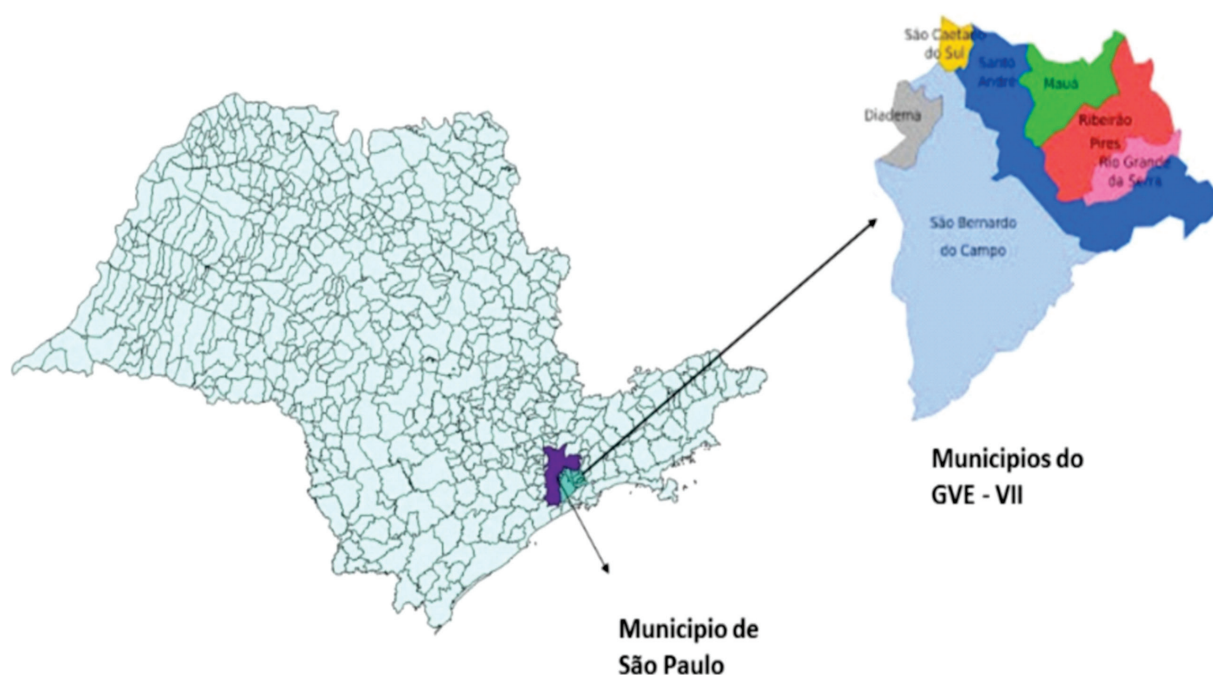 São Caetano
do Sul
Santo
André
Mauá
Diadema
Ribeirão
Pires
Rio Grande
da Serra
São Bernardo
do Campo
Municipios do
GVE - VII
Municipio de
São Paulo